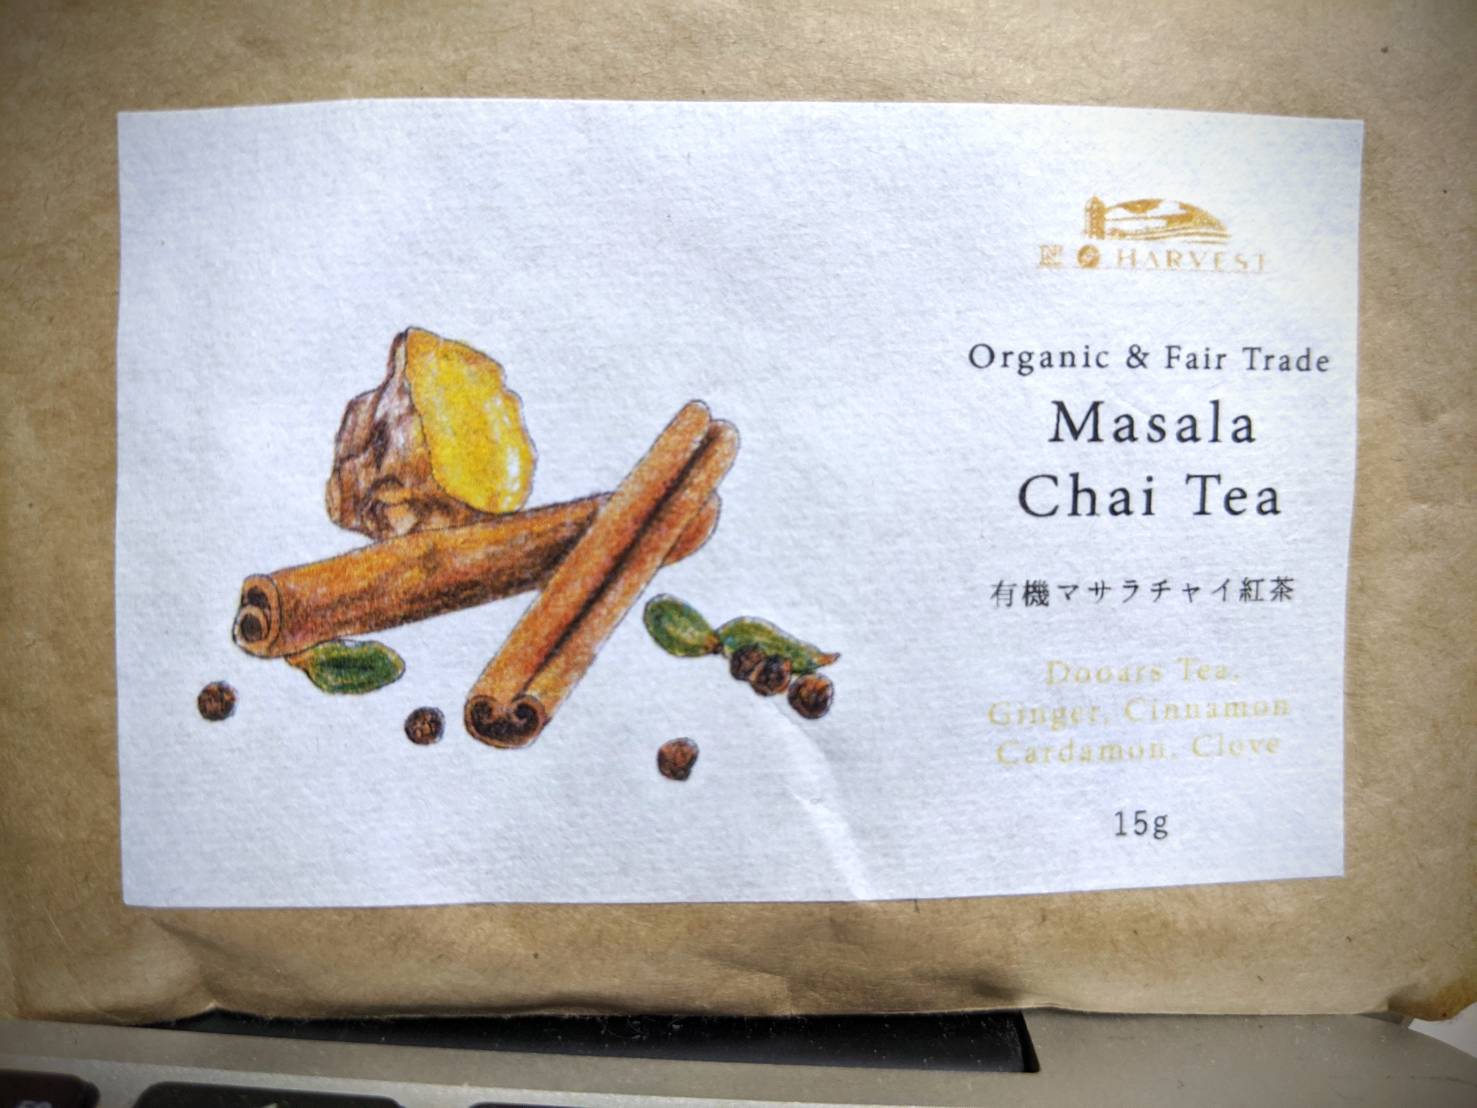 N HARVEST
Organic & Fair Trade
Masala
Chai Tea
有機マサラチャイ紅茶
Dooars Tea,
Ginger, Cinnamon
Cardamon, Clove
15g